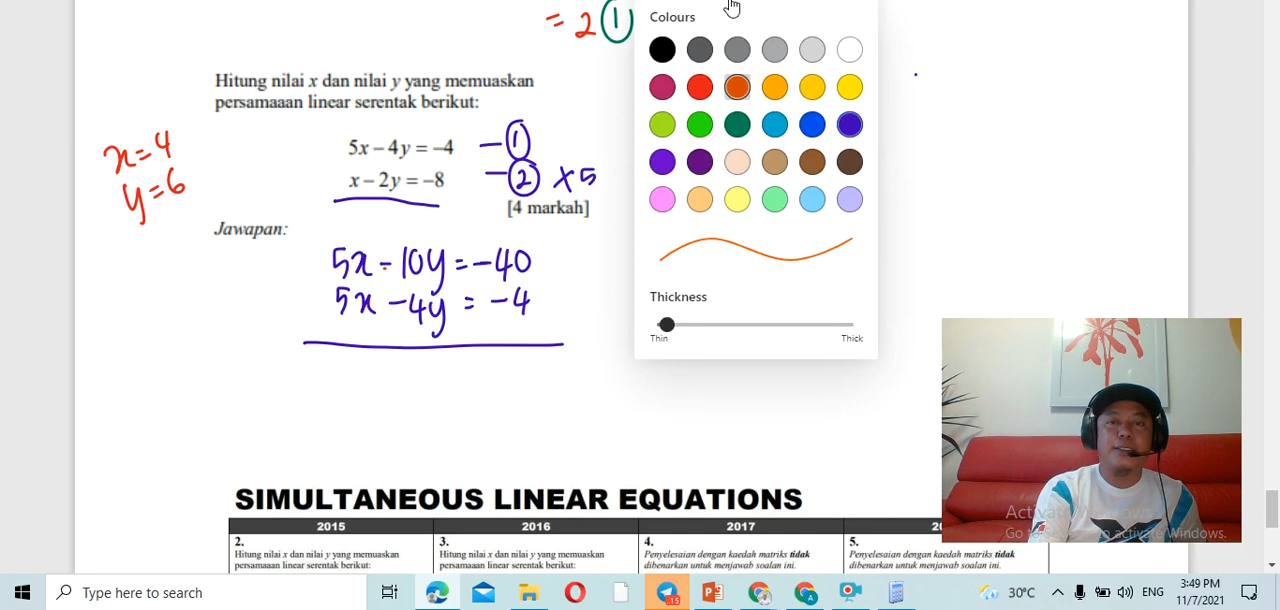 = 2 1
Colours
Hitung nilai x dan nilai y yang memuaskan
persamaaan linear serentak berikut:
x=4
y=6
5x – 4y = –4 – 1
x – 2y = –8 – 2 × 5
[4 markah]
Jawapan:
5x – 10y = –40
5x – 4y = –4
Thickness
Thin Thick
SIMULTANEOUS LINEAR EQUATIONS
2015 2016 2017
2. 3. 4. 5.
Hitung nilai x dan nilai y yang memuaskan
persamaan linear serentak berikut:
Hitung nilai x dan nilai y yang memuaskan
persamaan linear serentak berikut:
Penyelesaian dengan kaedah matriks tidak
dibenarkan untuk menjawab soalan ini.
Penyelesaian dengan kaedah matriks tidak
dibenarkan untuk menjawab soalan ini.
Activate Windows
Go to Settings to activate Windows.
Type here to search
15
30°C
ENG
3:49 PM
11/7/2021